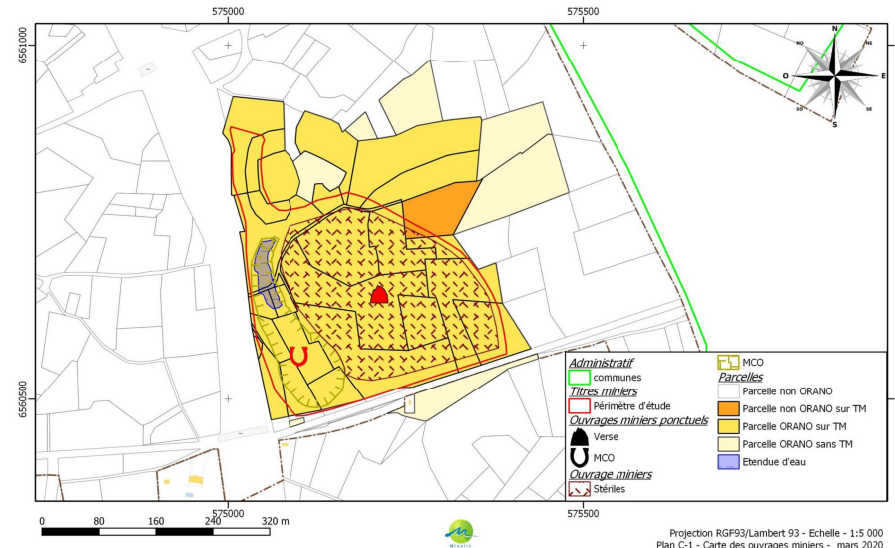 575000
575500
6561000
6560500
N
NO
NE
O
E
SO
SE
S
Administratif
communes
Titres miniers
Périmètre d'étude
Ouvrages miniers ponctuels
Verse
MCO
Ouvrage miniers
Stériles
MCO
Parcelles
Parcelle non ORANO
Parcelle non ORANO sur TM
Parcelle ORANO sur TM
Parcelle ORANO sans TM
Etendue d'eau
575000
575500
0 80 160 240 320 m
Minelis
Projection RGF93/Lambert 93 - Echelle - 1:5 000
Plan C-1 - Carte des ouvrages miniers - mars 2020